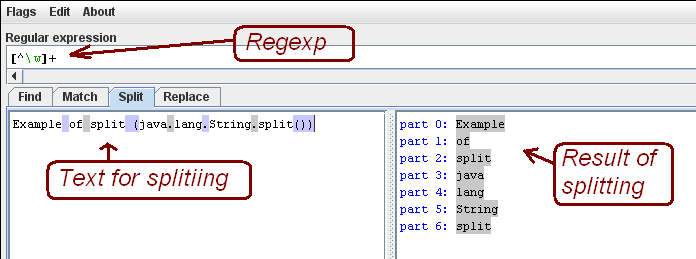 Flags Edit About
Regular expression
[^\w]+
Regexp
Find Match Split Replace
Example of split (java.lang.String.split())
Text for splitiing
part 0: Example
part 1: of
part 2: split
part 3: java
part 4: lang
part 5: String
part 6: split
Result of
splitting